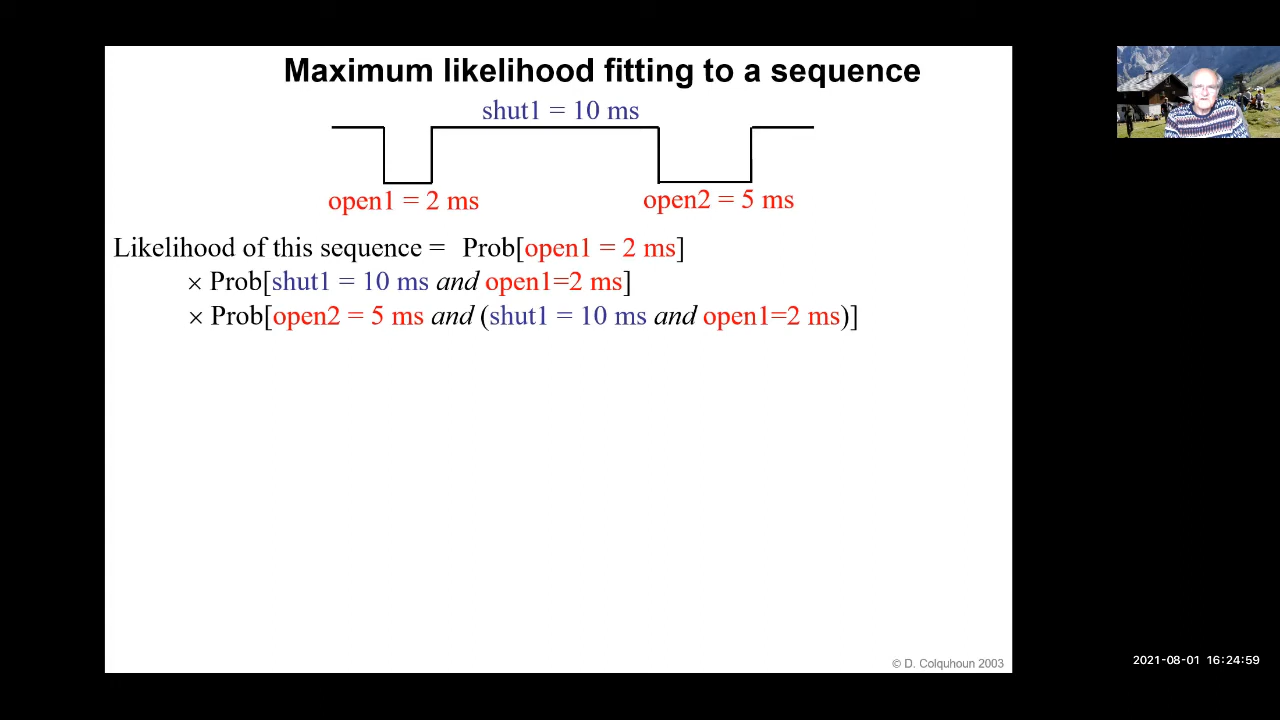 Maximum likelihood fitting to a sequence
shut1 = 10 ms
open1 = 2 ms
open2 = 5 ms
Likelihood of this sequence = Prob[open1 = 2 ms]
× Prob[shut1 = 10 ms and open1=2 ms]
× Prob[open2 = 5 ms and (shut1 = 10 ms and open1=2 ms)]
© D. Colquhoun 2003
2021-08-01 16:24:59